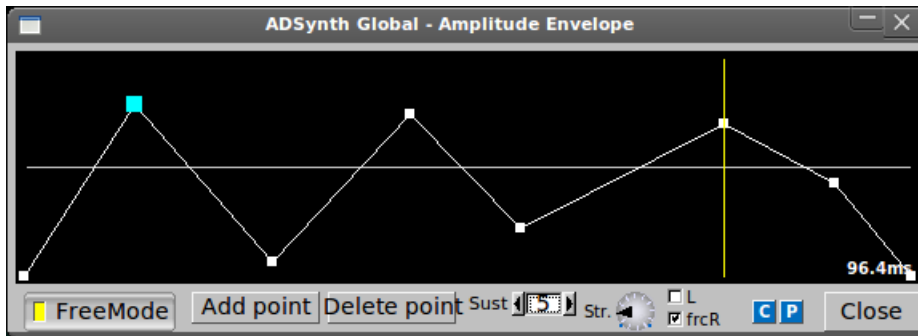 ADSynth Global - Amplitude Envelope
96.4ms
FreeMode Add point Delete point Sust 5 Str. L
frcR C P Close